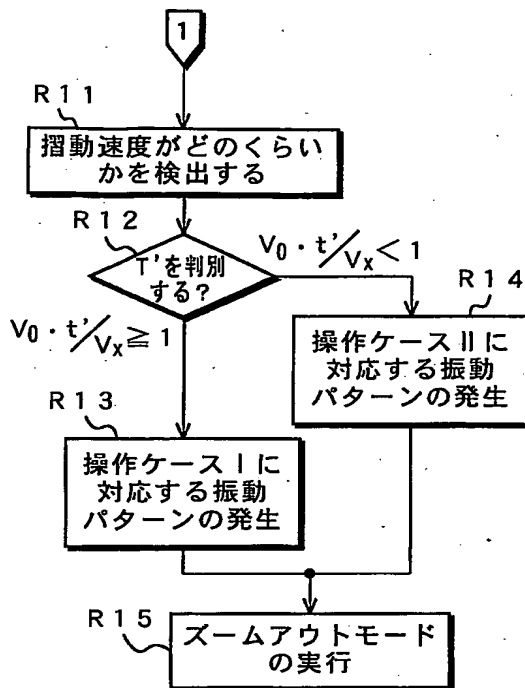 1
R11
摺動速度がどのくらい
かを検出する
R12
T'を判別
する?
V₀・t'/Vx<1
V₀・t'/Vx≧1
R14
操作ケースⅡに
対応する振動
パターンの発生
R13
操作ケースⅠに
対応する振動
パターンの発生
R15
ズームアウトモード
の実行